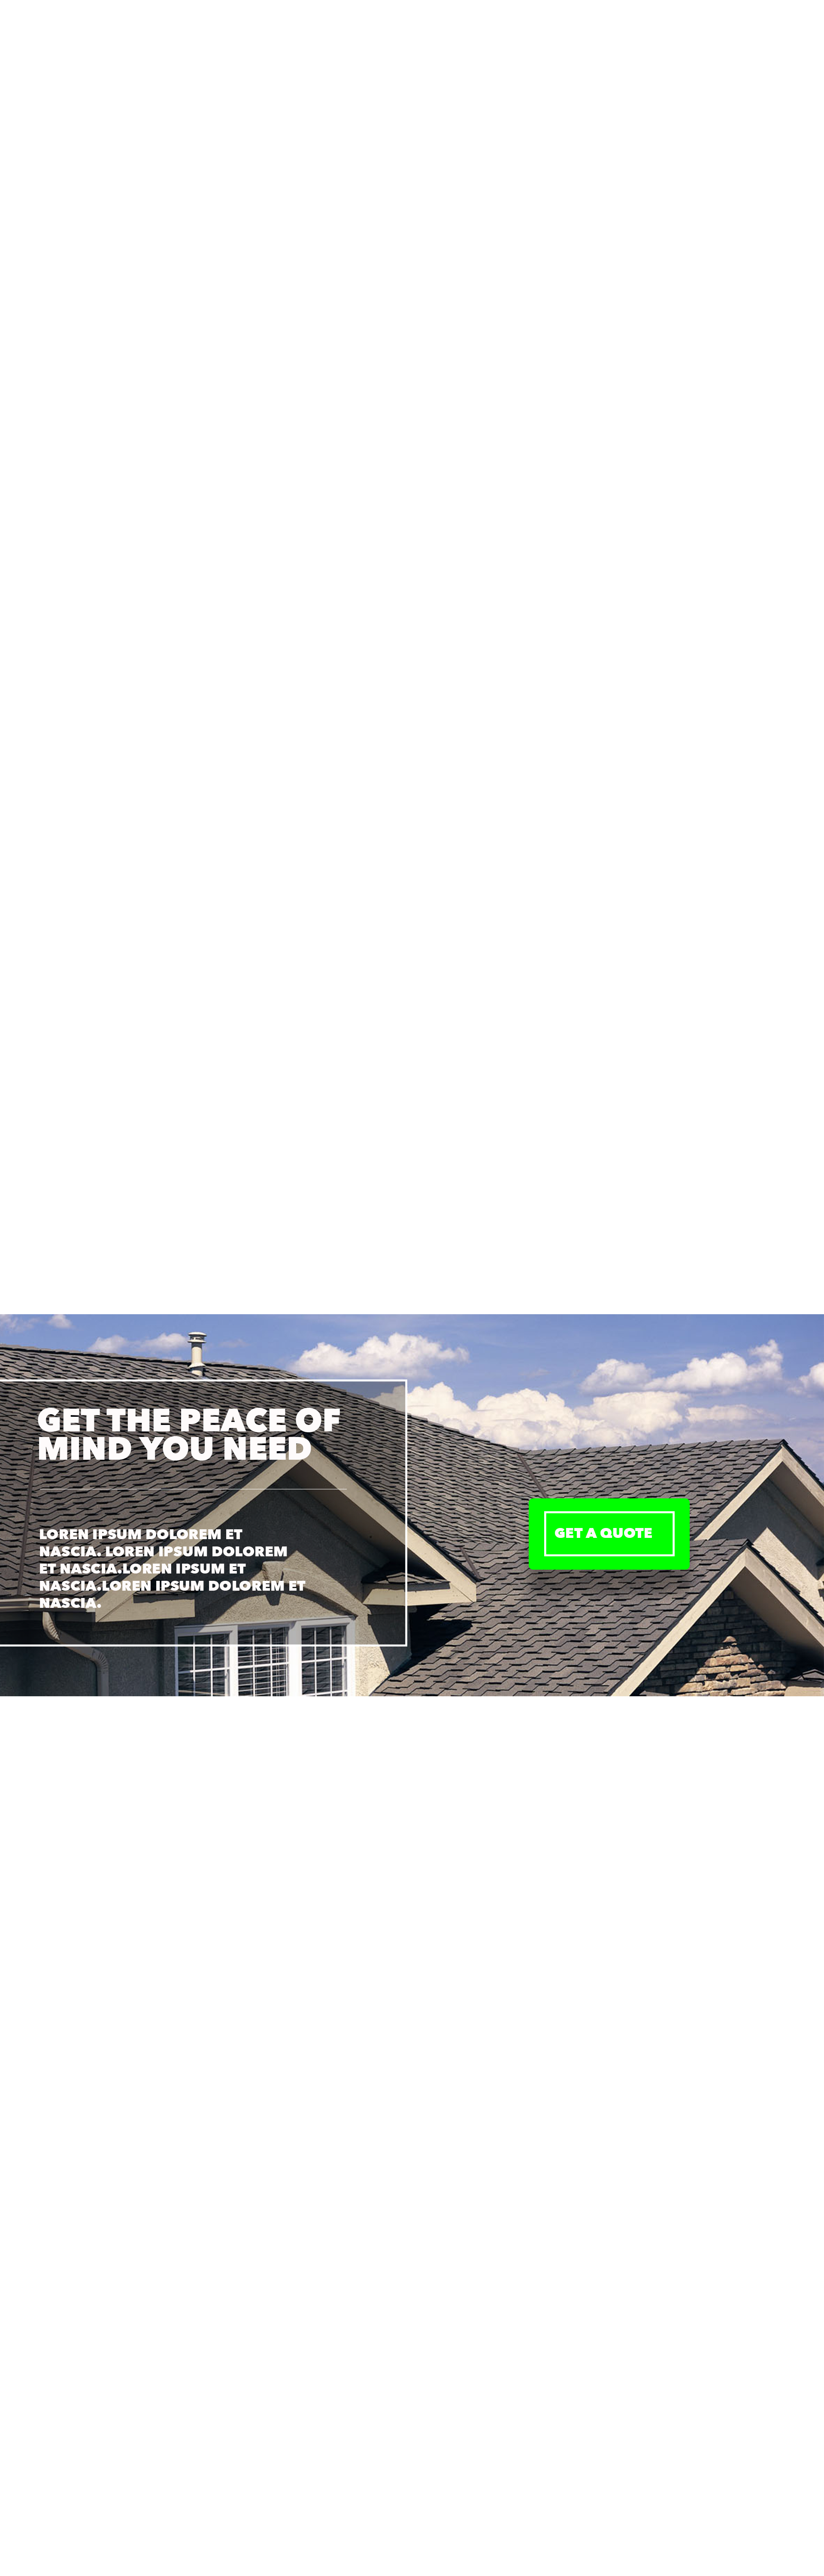 GET THE PEACE OF
MIND YOU NEED
LOREN IPSUM DOLOREM ET
NASCIA. LOREN IPSUM DOLOREM
ET NASCIA.LOREN IPSUM ET
NASCIA.LOREN IPSUM DOLOREM ET
NASCIA.
GET A QUOTE